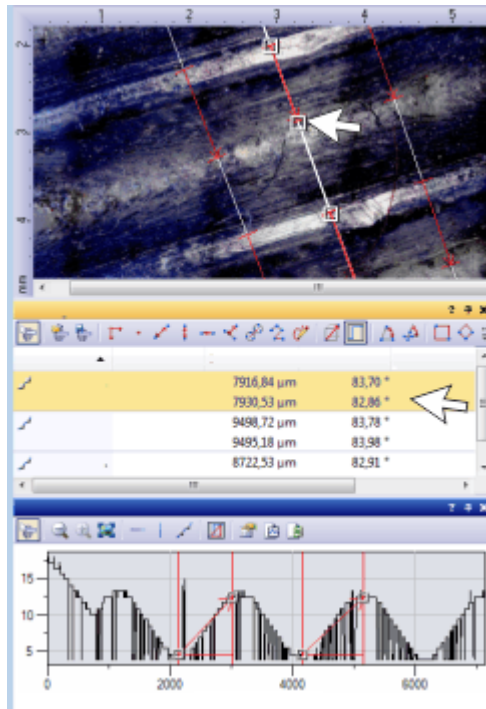 1 2 3 4 5
2
3
4
mm
? x
7916,84 µm 83,70 °
7930,53 µm 82,86 °
9498,72 µm 83,78 °
9495,18 µm 83,98 °
8722,53 µm 82,91 °
? x
15
10
5
0 2000 4000 6000